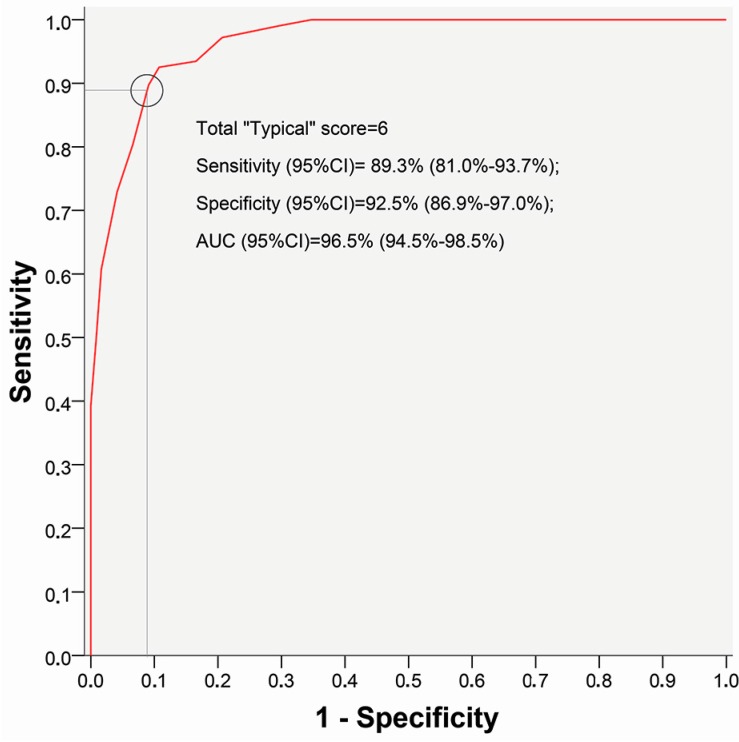 1.0
0.9
0.8
0.7
0.6
0.5
0.4
0.3
0.2
0.1
0.0
Sensitivity
Total "Typical" score=6
Sensitivity (95%CI)= 89.3% (81.0%-93.7%);
Specificity (95%CI)=92.5% (86.9%-97.0%);
AUC (95%CI)=96.5% (94.5%-98.5%)
0.0 0.1 0.2 0.3 0.4 0.5 0.6 0.7 0.8 0.9 1.0
1 - Specificity